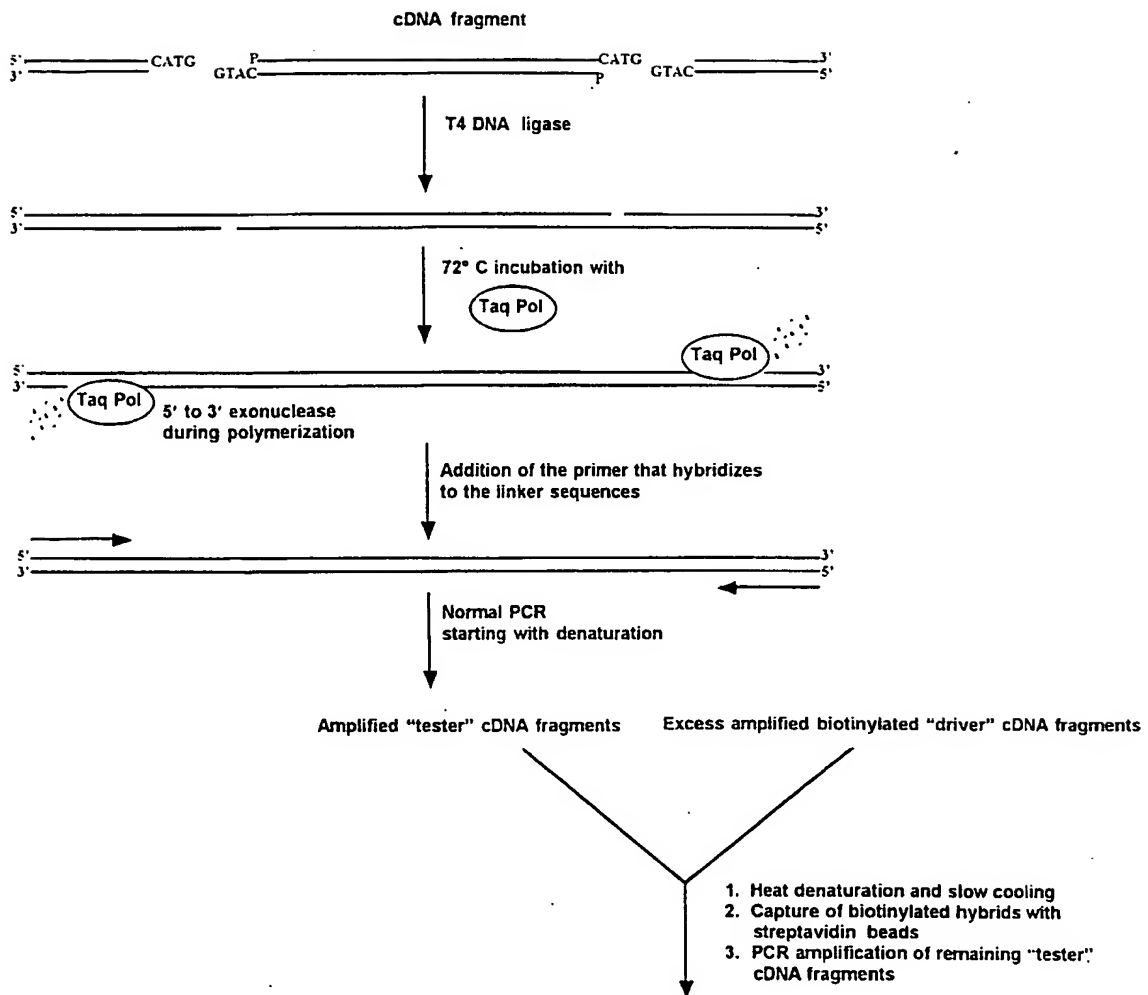 cDNA fragment
5' CATG P CATG 3'
3' GTAC P GTAC 5'
T4 DNA ligase
5' 3'
3' 5'
72° C incubation with
Taq Pol
Taq Pol
5' 3'
3' 5'
Taq Pol
5' to 3' exonuclease
during polymerization
Addition of the primer that hybridizes
to the linker sequences
5' 3'
3' 5'
Normal PCR
starting with denaturation
Amplified "tester" cDNA fragments Excess amplified biotinylated "driver" cDNA fragments
1. Heat denaturation and slow cooling
2. Capture of biotinylated hybrids with
streptavidin beads
3. PCR amplification of remaining "tester"
cDNA fragments